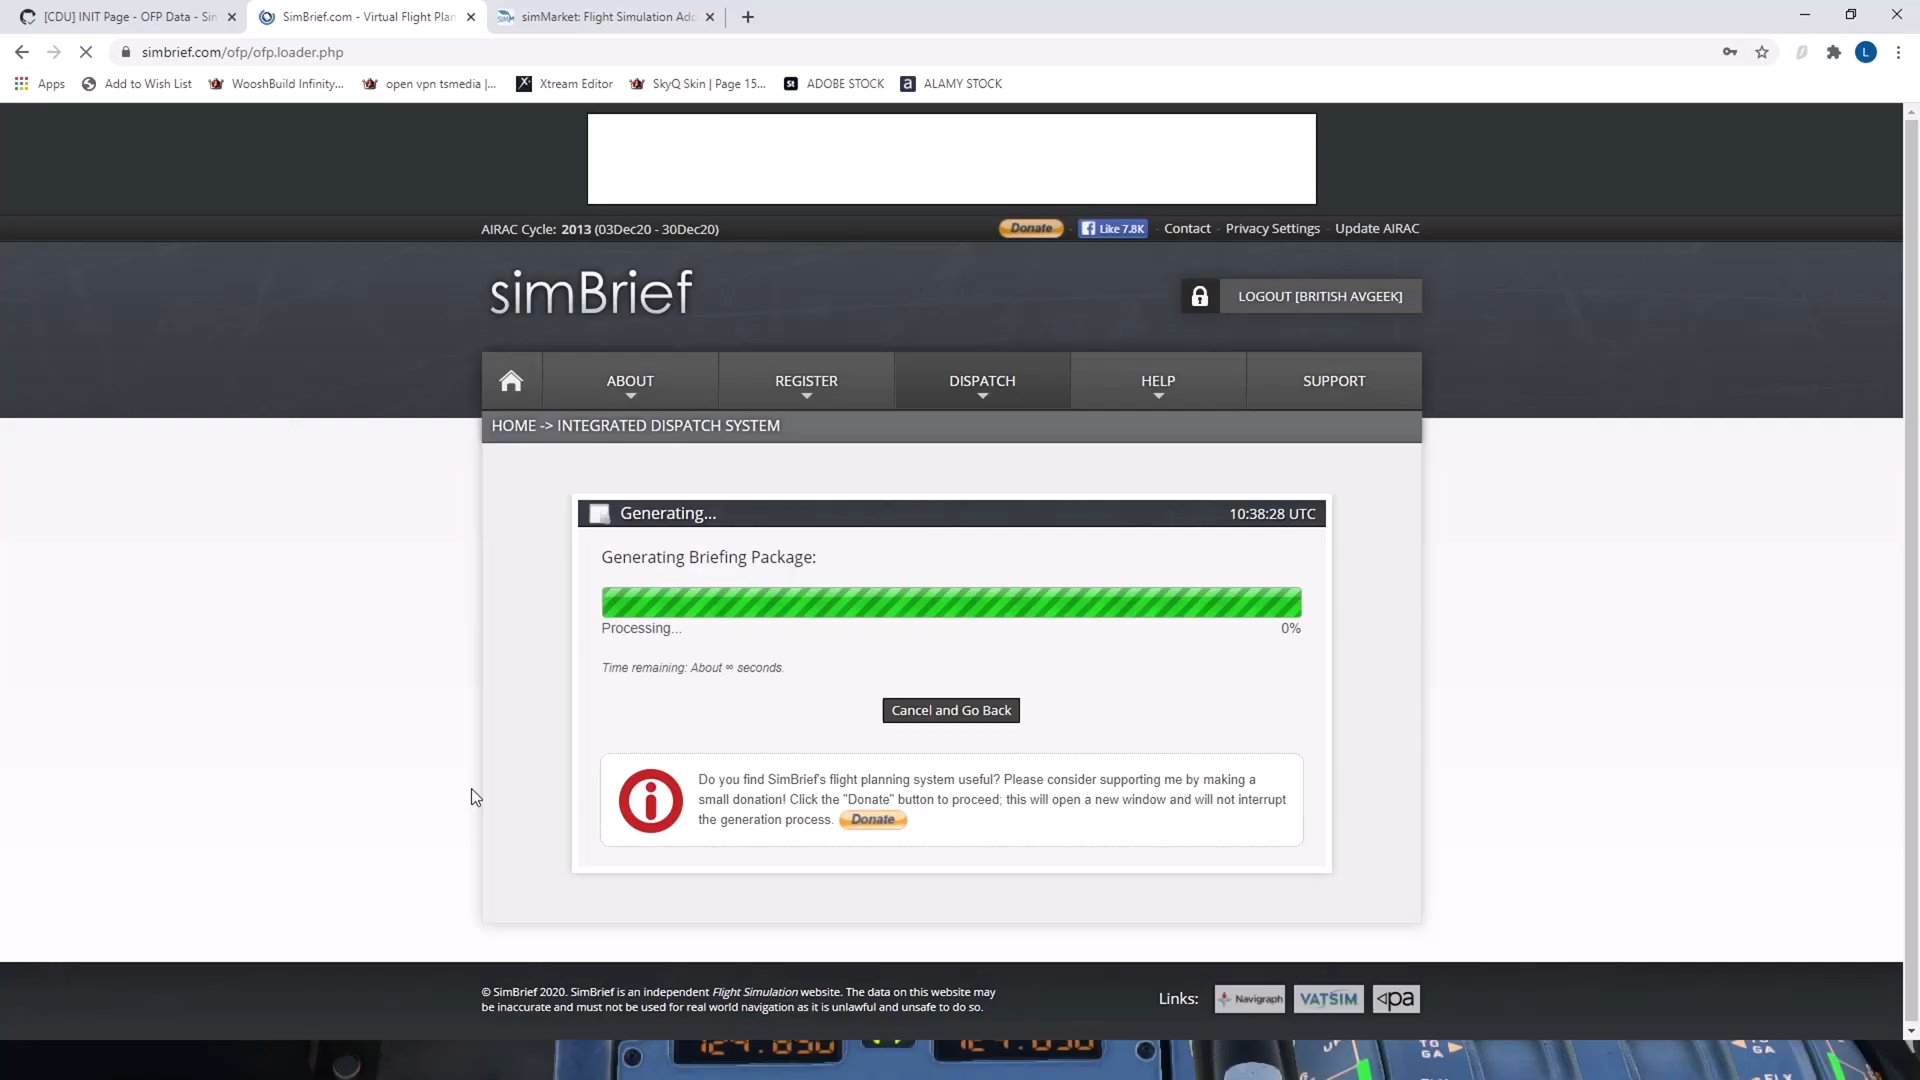 [CDU] INIT Page - OFP Data - Sin
SimBrief.com - Virtual Flight Plan
simMarket: Flight Simulation Add
simbrief.com/ofp/ofp.loader.php
L
Apps
Add to Wish List
WooshBuild Infinity...
open vpn tsmedia |...
Xtream Editor
SkyQ Skin | Page 15...
St ADOBE STOCK
a ALAMY STOCK
AIRAC Cycle: 2013 (03Dec20 - 30Dec20)
Donate - Like 7.8K - Contact - Privacy Settings - Update AIRAC
simBrief
LOGOUT [BRITISH AVGEEK]
ABOUT
REGISTER
DISPATCH
HELP
SUPPORT
HOME -> INTEGRATED DISPATCH SYSTEM
Generating...
10:38:28 UTC
Generating Briefing Package:
Processing...
0%
Time remaining: About ∞ seconds.
Cancel and Go Back
Do you find SimBrief's flight planning system useful? Please consider supporting me by making a
small donation! Click the "Donate" button to proceed; this will open a new window and will not interrupt
the generation process. Donate
© SimBrief 2020. SimBrief is an independent Flight Simulation website. The data on this website may
be inaccurate and must not be used for real world navigation as it is unlawful and unsafe to do so.
Links:
Navigraph
VATSIM
pa
TO
GA
TO
GA